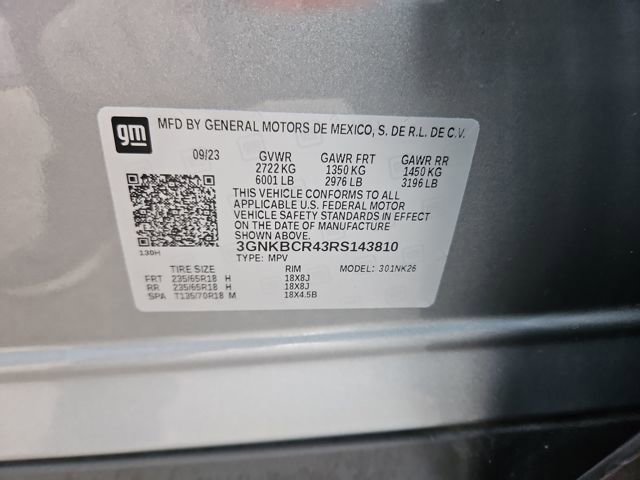 gm MFD BY GENERAL MOTORS DE MEXICO, S. DE R.L. DE C.V.
09/23 GVWR GAWR FRT GAWR RR
2722 KG 1350 KG 1450 KG
6001 LB 2976 LB 3196 LB
THIS VEHICLE CONFORMS TO ALL
APPLICABLE U.S. FEDERAL MOTOR
VEHICLE SAFETY STANDARDS IN EFFECT
ON THE DATE OF MANUFACTURE
SHOWN ABOVE.
3GNKBCR43RS143810
130H TYPE: MPV
TIRE SIZE RIM MODEL: 301NK26
FRT 235/65R18 H 18X8J
RR 235/65R18 H 18X8J
SPA T135/70R18 M 18X4.5B